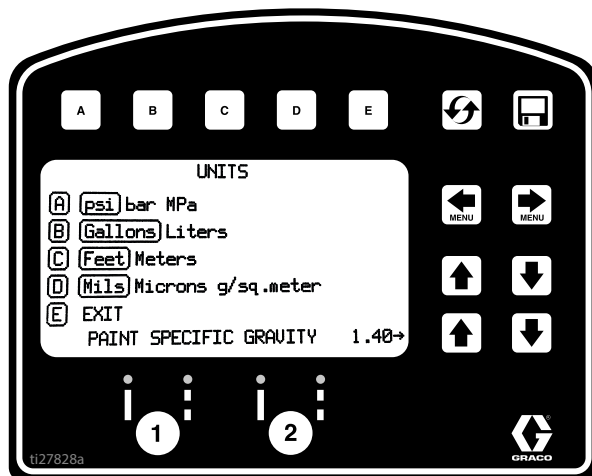 A B C D E
UNITS
A psi bar MPa
B Gallons Liters
C Feet Meters
D Mils Microns g/sq.meter
E EXIT
PAINT SPECIFIC GRAVITY 1.40→
MENU MENU
1 2
ti27828a
GRACO